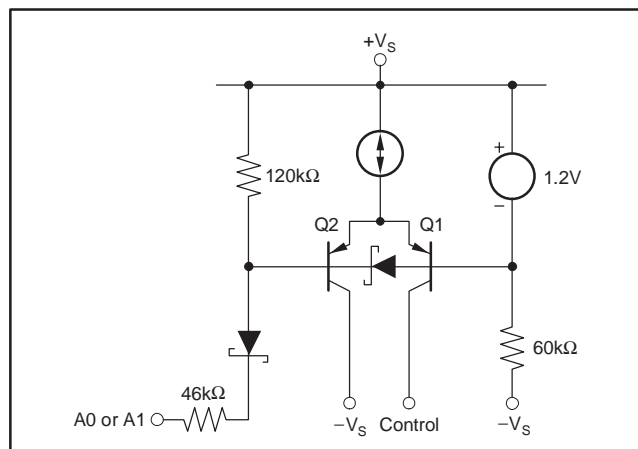 +VS
120kΩ
+
1.2V
−
Q2
Q1
60kΩ
46kΩ
A0 or A1
−VS
Control
−VS